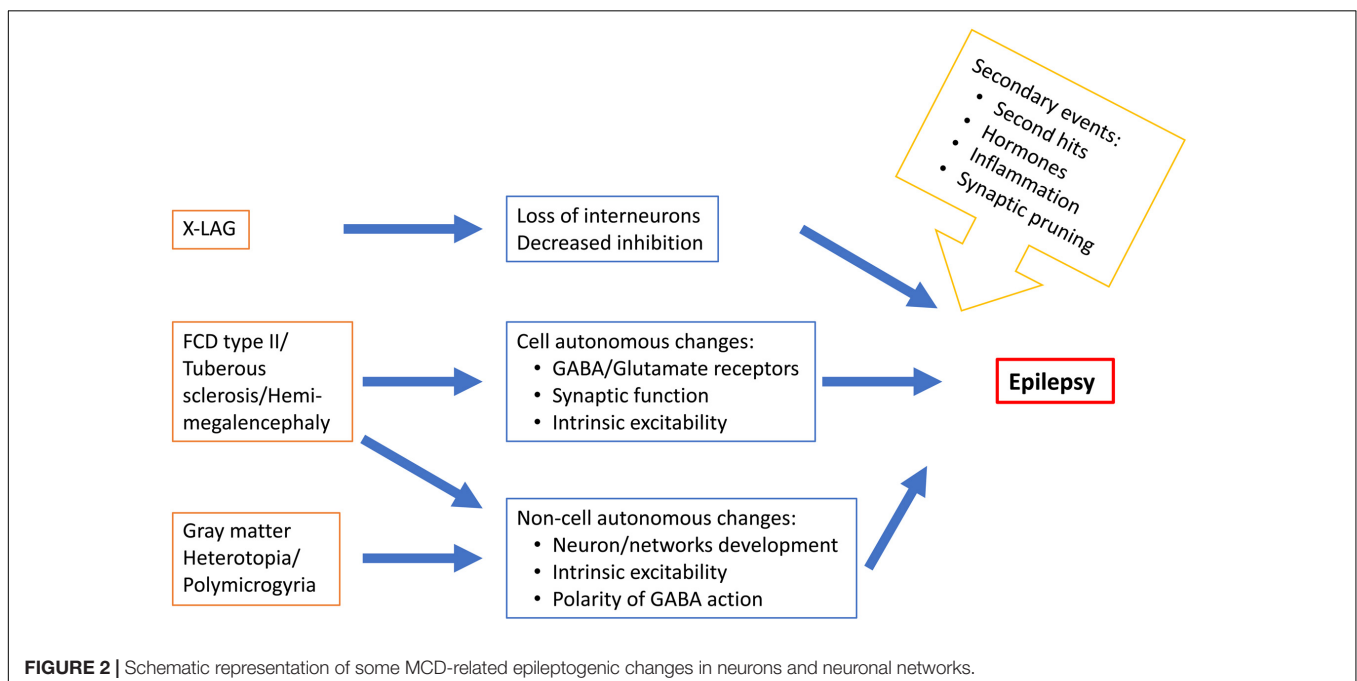 Secondary events:
• Second hits
• Hormones
• Inflammation
• Synaptic pruning
X-LAG
Loss of interneurons
Decreased inhibition
FCD type II/
Tuberous
sclerosis/Hemi-
megalencephaly
Cell autonomous changes:
• GABA/Glutamate receptors
• Synaptic function
• Intrinsic excitability
Epilepsy
Gray matter
Heterotopia/
Polymicrogyria
Non-cell autonomous changes:
• Neuron/networks development
• Intrinsic excitability
• Polarity of GABA action
FIGURE 2 | Schematic representation of some MCD-related epileptogenic changes in neurons and neuronal networks.